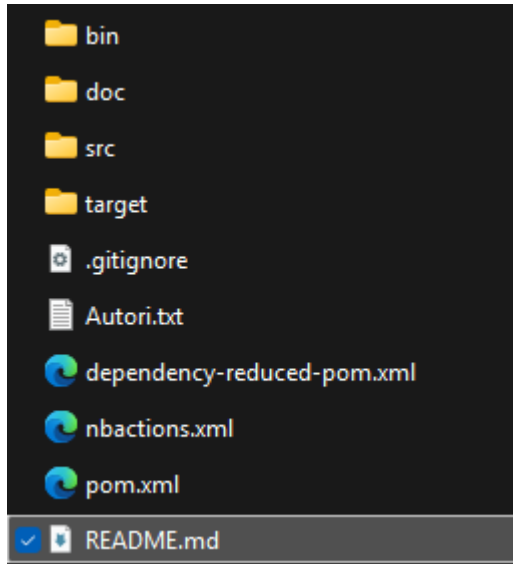 bin
doc
src
target
.gitignore
Autori.txt
dependency-reduced-pom.xml
nbactions.xml
pom.xml
README.md